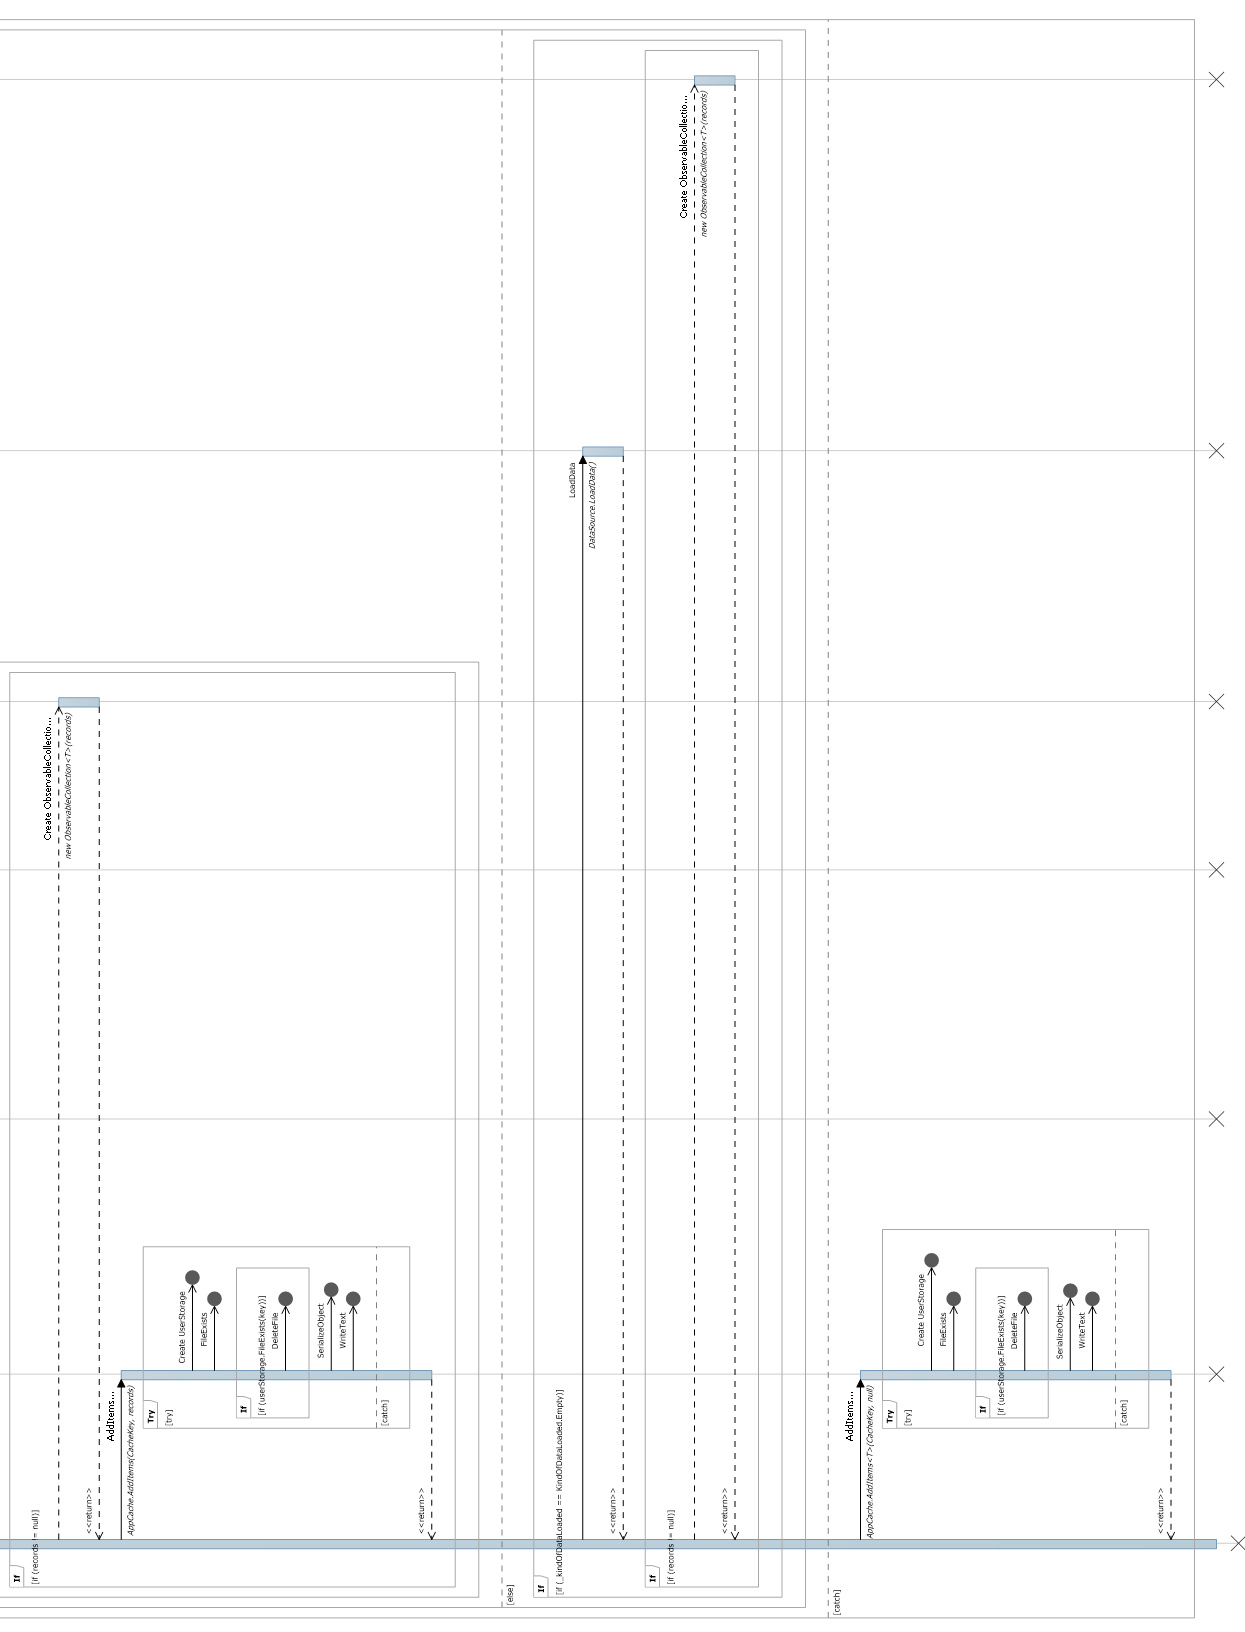 If
[if (records != null)]
Create ObservableCollectio...
new ObservableCollection<T>(records)
<<return>>
AddItems...
AppCache.AddItems(CacheKey, records)
Try
[try]
Create UserStorage
FileExists
If
[if (userStorage.FileExists(key))]
DeleteFile
SerializeObject
WriteText
[catch]
<<return>>
[else]
If
[if (_kindOfDataLoaded == KindOfDataLoaded.Empty)]
LoadData
DataSource.LoadData()
<<return>>
If
[if (records != null)]
Create ObservableCollectio...
new ObservableCollection<T>(records)
<<return>>
[catch]
AddItems...
AppCache.AddItems<T>(CacheKey, null)
Try
[try]
Create UserStorage
FileExists
If
[if (userStorage.FileExists(key))]
DeleteFile
SerializeObject
WriteText
[catch]
<<return>>